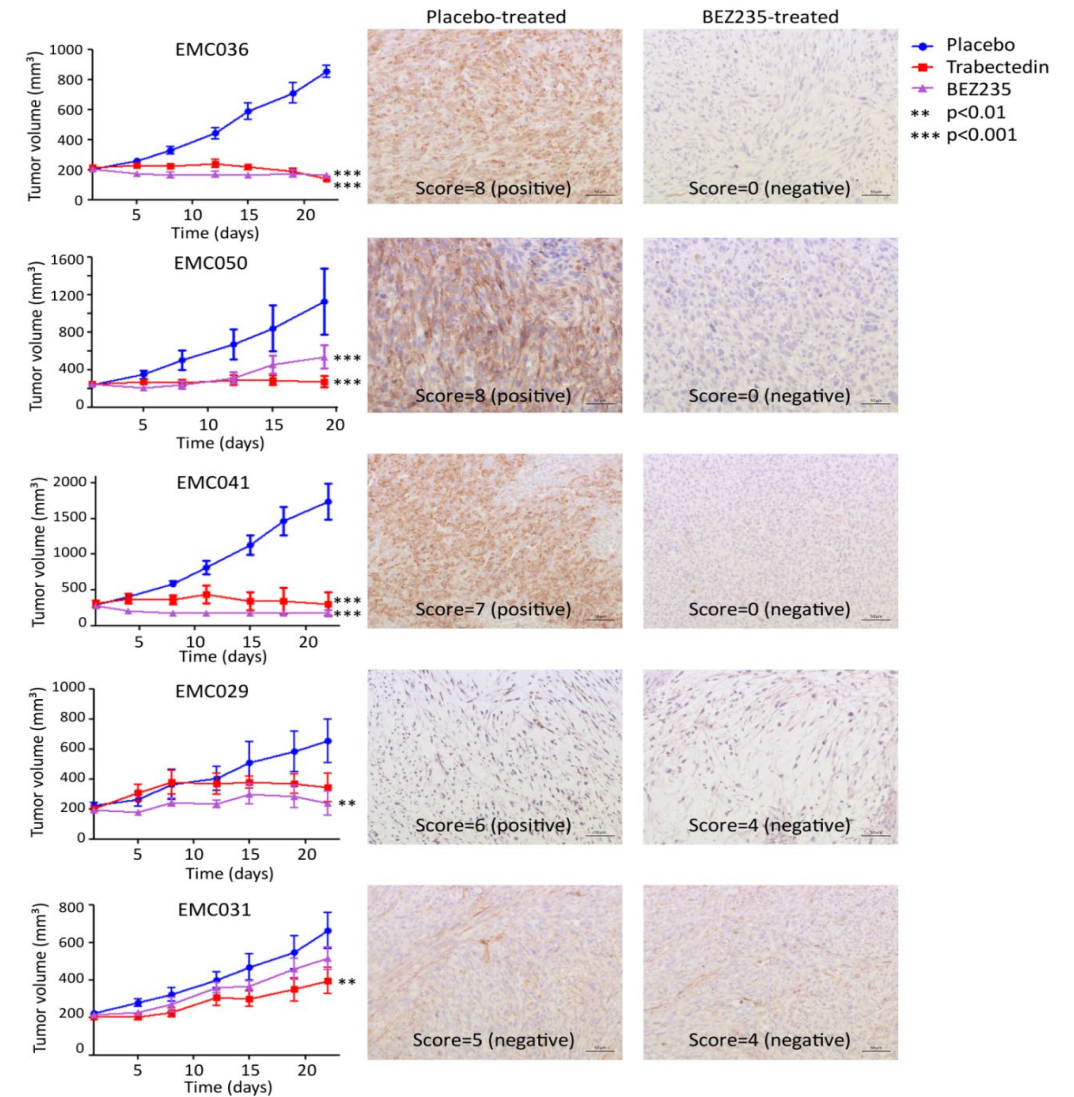 Placebo-treated BEZ235-treated
Placebo
Trabectedin
BEZ235
** p<0.01
*** p<0.001
EMC036
Tumor volume (mm³)
1000
800
600
400
200
0
***
***
5 10 15 20
Time (days)
Score=8 (positive)
Score=0 (negative)
EMC050
Tumor volume (mm³)
1600
1200
800
400
0
***
***
5 10 15 20
Time (days)
Score=8 (positive)
Score=0 (negative)
EMC041
Tumor volume (mm³)
2000
1500
1000
500
0
***
***
5 10 15 20
Time (days)
Score=7 (positive)
Score=0 (negative)
EMC029
Tumor volume (mm³)
1000
800
600
400
200
0
**
5 10 15 20
Time (days)
Score=6 (positive)
Score=4 (negative)
EMC031
Tumor volume (mm³)
800
600
400
200
0
**
5 10 15 20
Time (days)
Score=5 (negative)
Score=4 (negative)